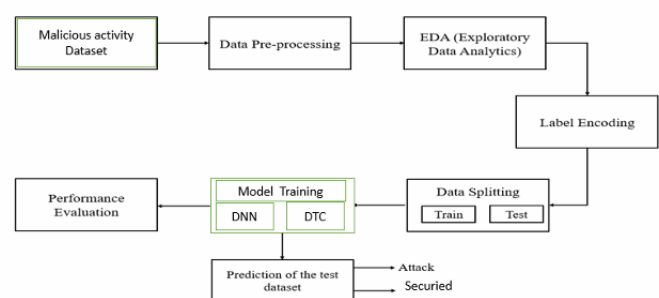 Malicious activity
Dataset
Data Pre-processing
EDA (Exploratory
Data Analytics)
Label Encoding
Data Splitting
Train
Test
Model Training
DNN
DTC
Performance
Evaluation
Prediction of the test
dataset
Attack
Securied